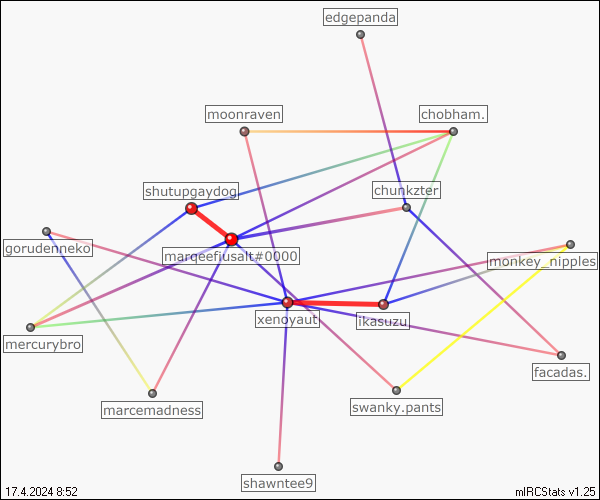 edgepanda
moonraven
chobham.
shutupgaydog
chunkzter
gorudenneko
marqeefiusalt#0000
monkey_nipples
xenoyaut
ikasuzu
mercurybro
facadas.
marcemadness
swanky.pants
shawntee9
17.4.2024 8:52
mIRCStats v1.25